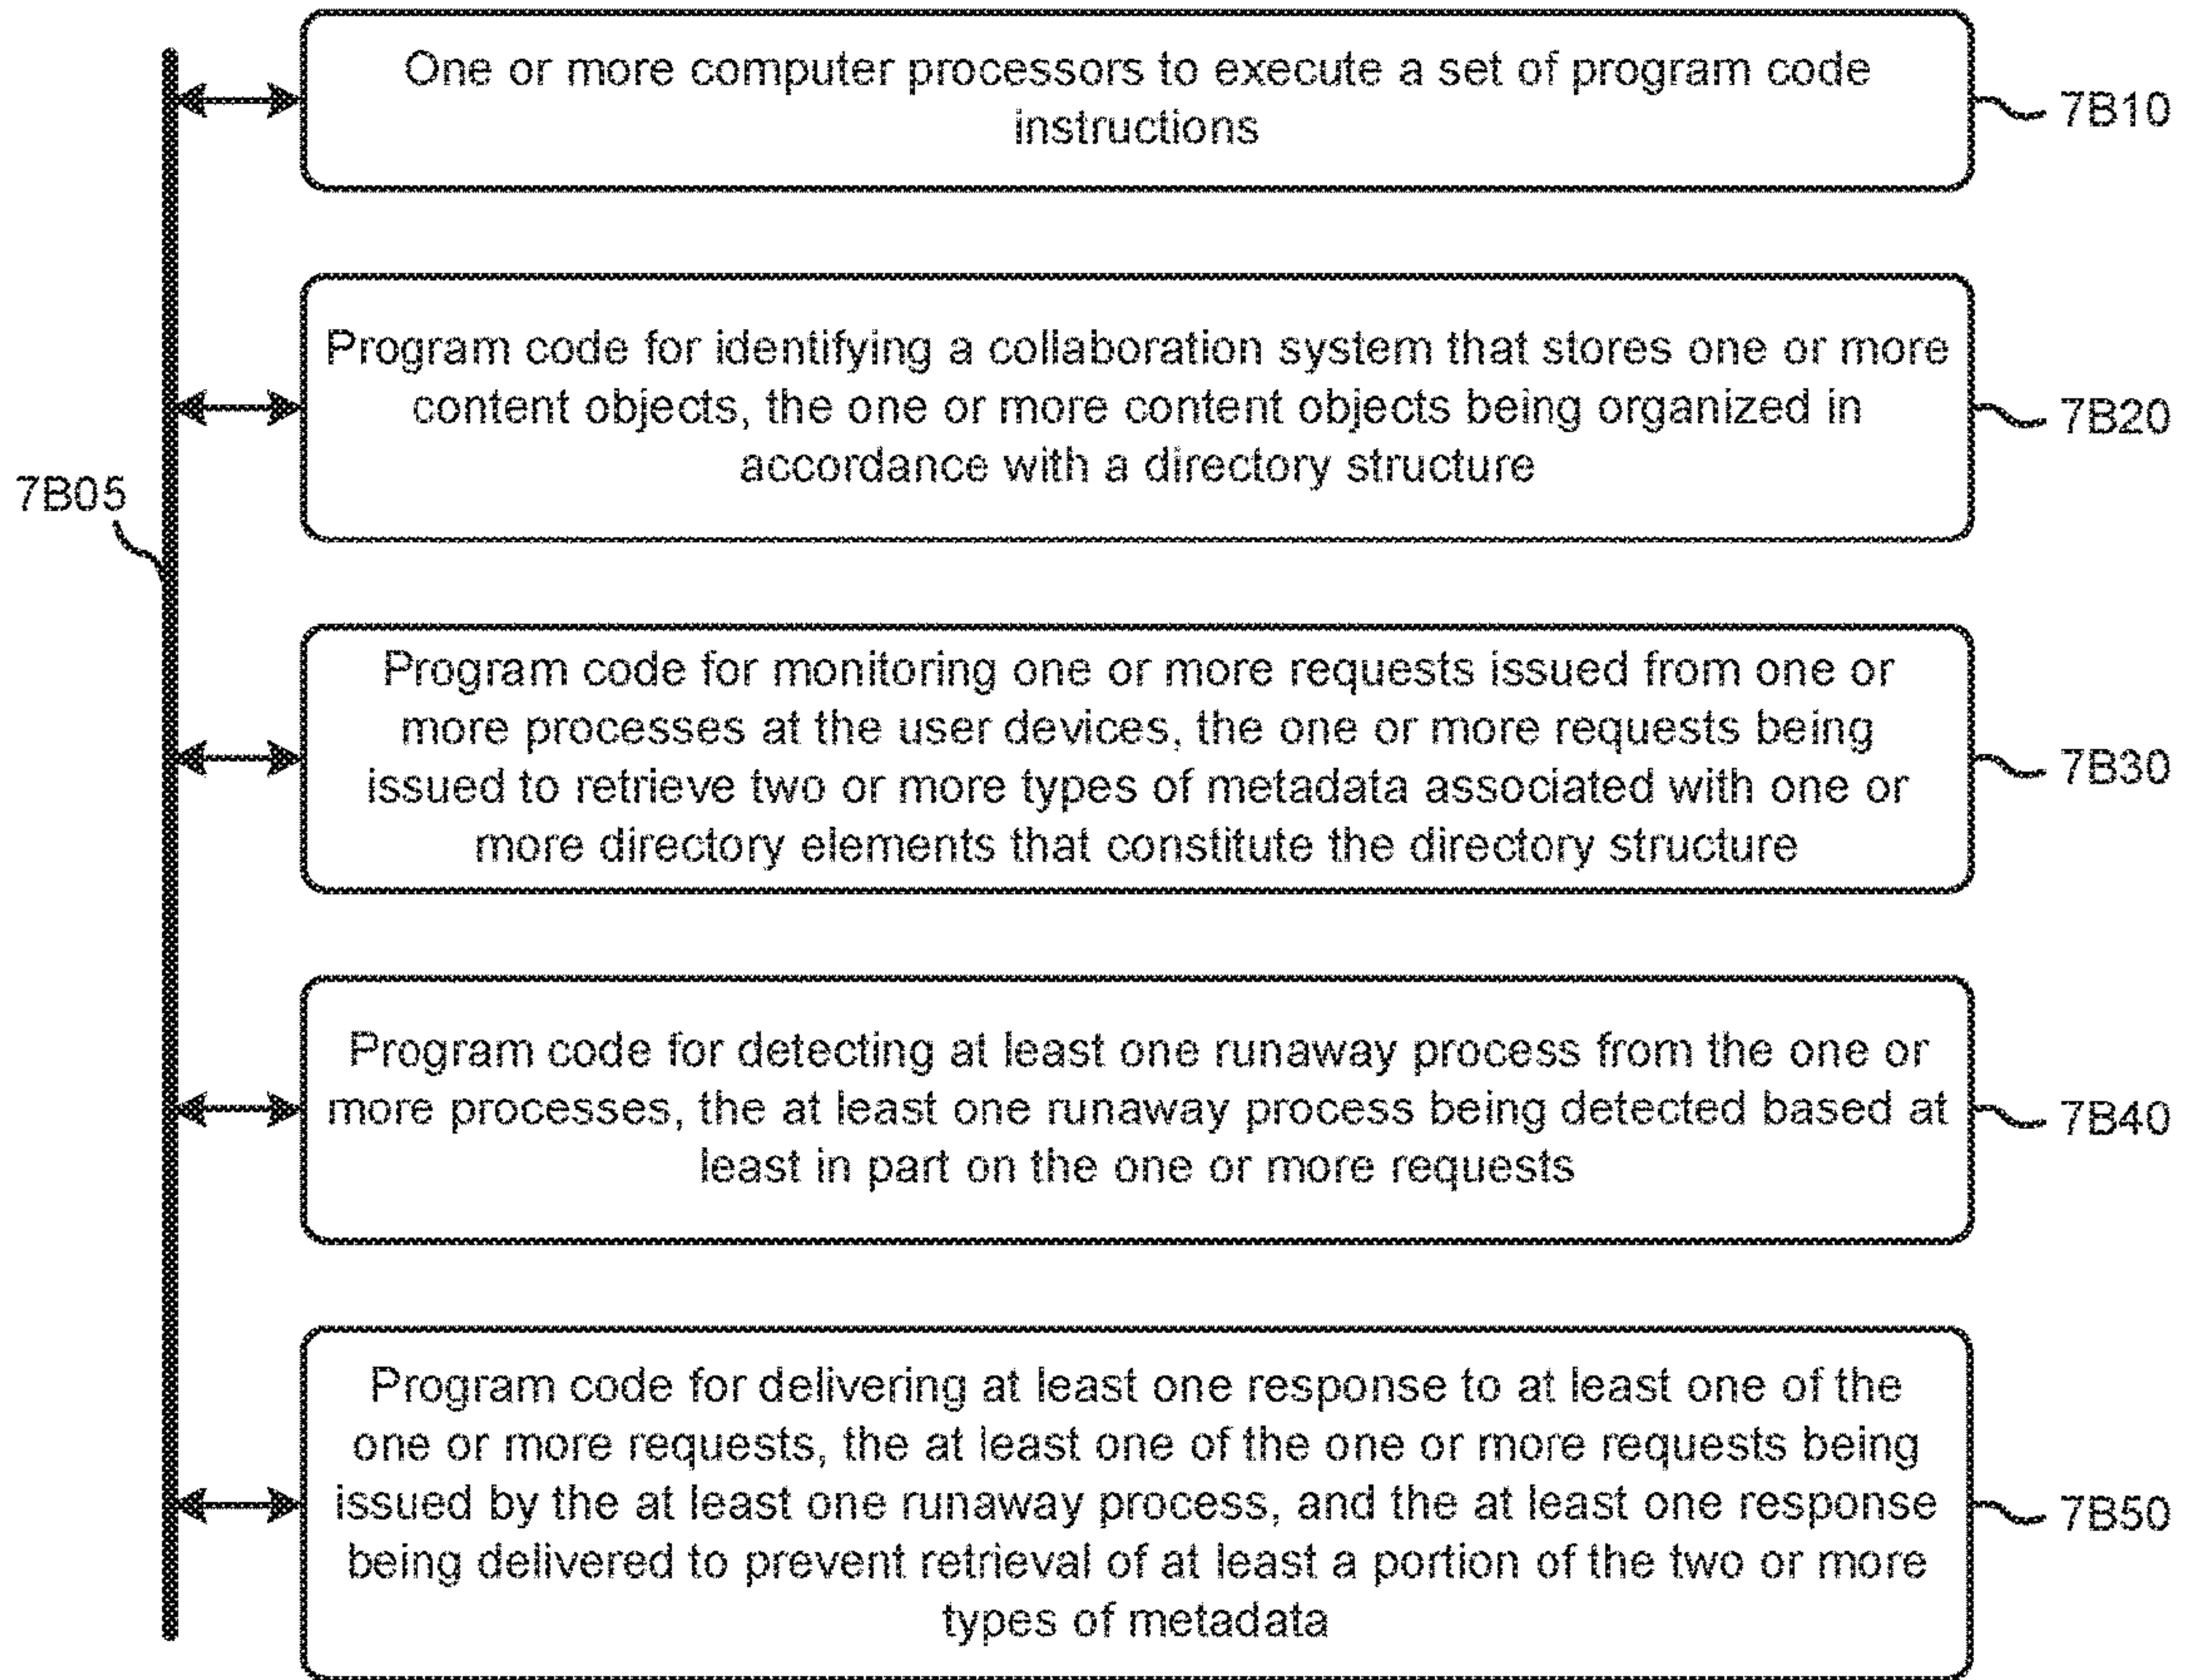 One or more computer processors to execute a set of program code
instructions
7B10
Program code for identifying a collaboration system that stores one or more
content objects, the one or more content objects being organized in
accordance with a directory structure
7B20
7B05
Program code for monitoring one or more requests issued from one or
more processes at the user devices, the one or more requests being
issued to retrieve two or more types of metadata associated with one or
more directory elements that constitute the directory structure
7B30
Program code for detecting at least one runaway process from the one or
more processes, the at least one runaway process being detected based at
least in part on the one or more requests
7B40
Program code for delivering at least one response to at least one of the
one or more requests, the at least one of the one or more requests being
issued by the at least one runaway process, and the at least one response
being delivered to prevent retrieval of at least a portion of the two or more
types of metadata
7B50